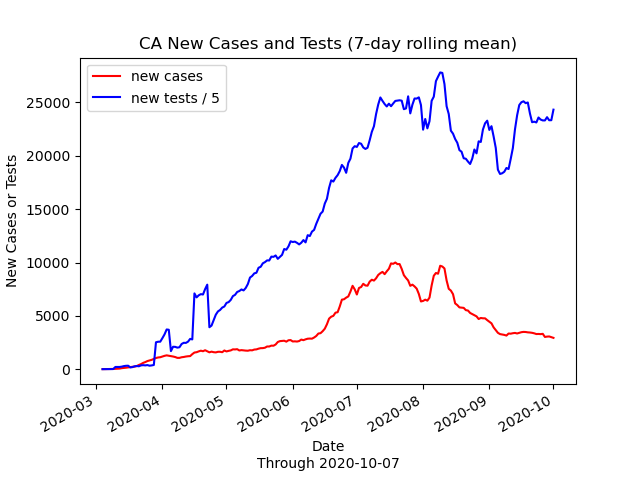 CA New Cases and Tests (7-day rolling mean)
new cases
new tests / 5
25000
20000
15000
10000
5000
0
New Cases or Tests
2020-03
2020-04
2020-05
2020-06
2020-07
2020-08
2020-09
2020-10
Date
Through 2020-10-07